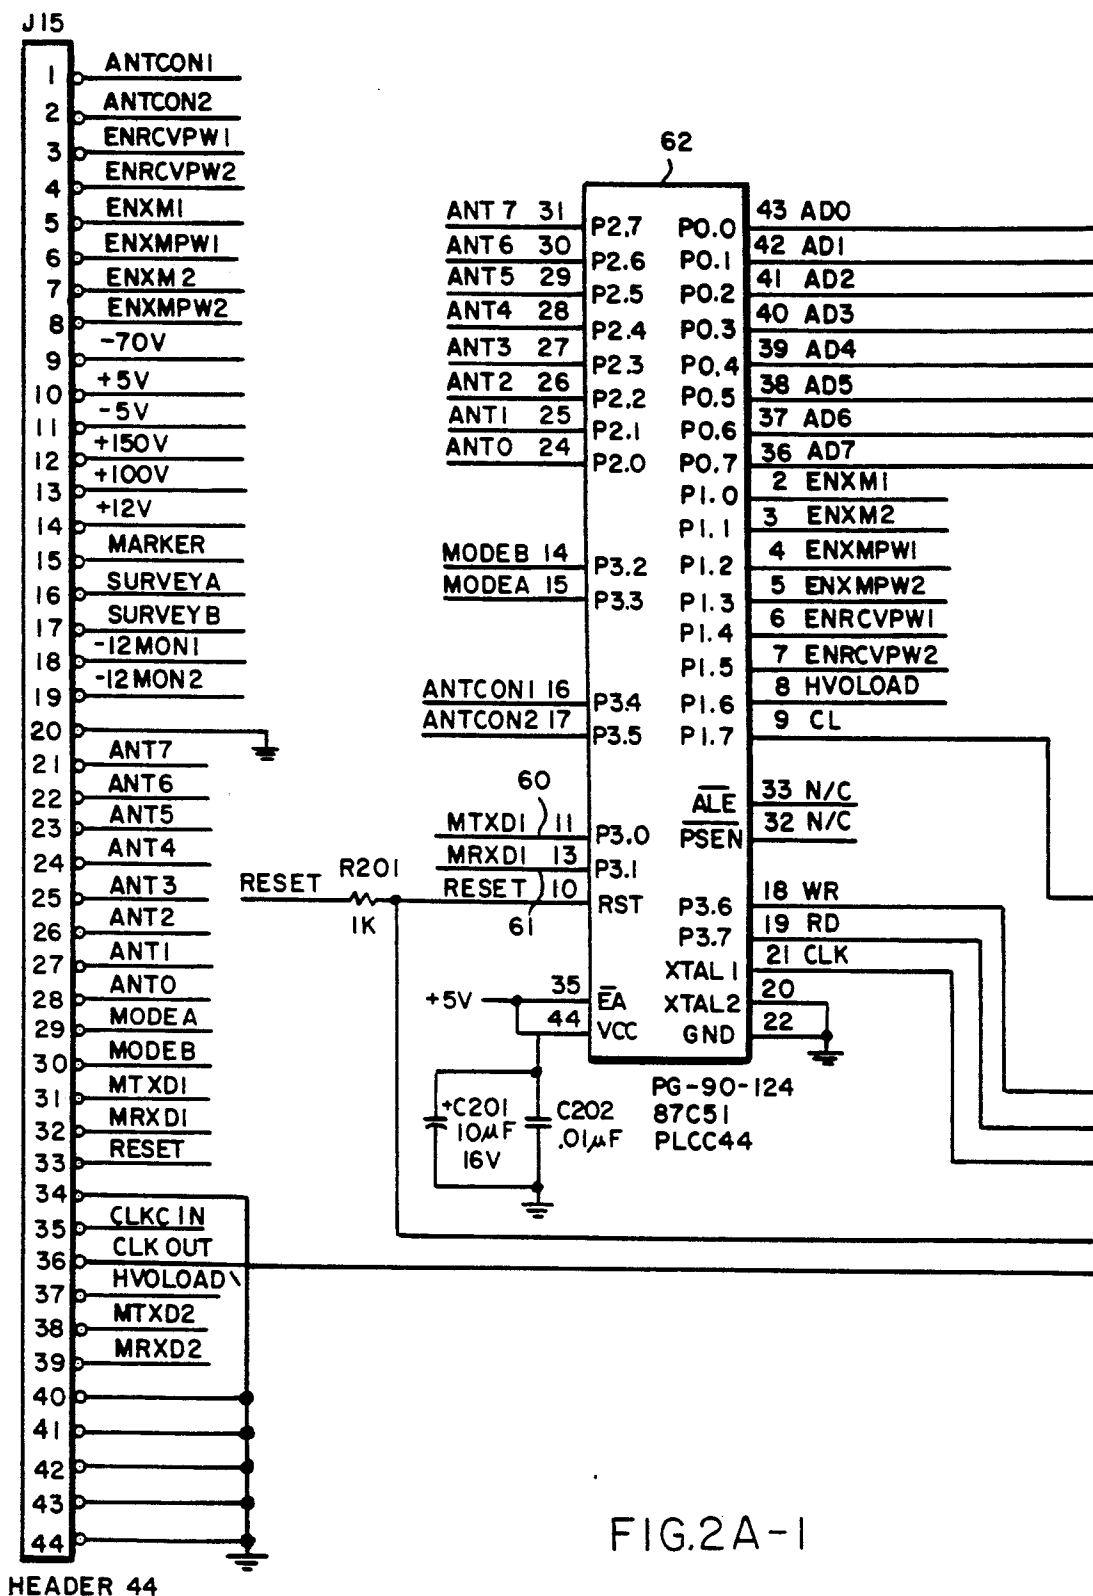 J15
1 ANTCON1
2 ANTCON2
3 ENRCVPW1
4 ENRCVPW2
5 ENXM1
6 ENXMPW1
7 ENXM2
8 ENXMPW2
9 -70V
10 +5V
11 -5V
12 +150V
13 +100V
14 +12V
15 MARKER
16 SURVEYA
17 SURVEYB
18 -12MON1
19 -12MON2
20
21 ANT7
22 ANT6
23 ANT5
24 ANT4
25 ANT3
26 ANT2
27 ANT1
28 ANT0
29 MODEA
30 MODEB
31 MTXD1
32 MRXD1
33 RESET
34
35 CLKCIN
36 CLKOUT
37 HVOLOAD\
38 MTXD2
39 MRXD2
40
41
42
43
44
HEADER 44
62
ANT7 31 P2.7
ANT6 30 P2.6
ANT5 29 P2.5
ANT4 28 P2.4
ANT3 27 P2.3
ANT2 26 P2.2
ANT1 25 P2.1
ANT0 24 P2.0
MODEB 14 P3.2
MODEA 15 P3.3
ANTCON1 16 P3.4
ANTCON2 17 P3.5
60
MTXD1 11 P3.0
MRXD1 13 P3.1
RESET R201 1K RESET 10 RST
61
+5V 35 EA
44 VCC
P0.0 43 AD0
P0.1 42 AD1
P0.2 41 AD2
P0.3 40 AD3
P0.4 39 AD4
P0.5 38 AD5
P0.6 37 AD6
P0.7 36 AD7
P1.0 2 ENXM1
P1.1 3 ENXM2
P1.2 4 ENXMPW1
P1.3 5 ENXMPW2
P1.4 6 ENRCVPW1
P1.5 7 ENRCVPW2
P1.6 8 HVOLOAD
P1.7 9 CL
ALE 33 N/C
PSEN 32 N/C
P3.6 18 WR
P3.7 19 RD
XTAL1 21 CLK
XTAL2 20
GND 22
PG-90-124
87C51
PLCC44
+C201
10µF
16V
C202
.01µF
FIG.2A-1